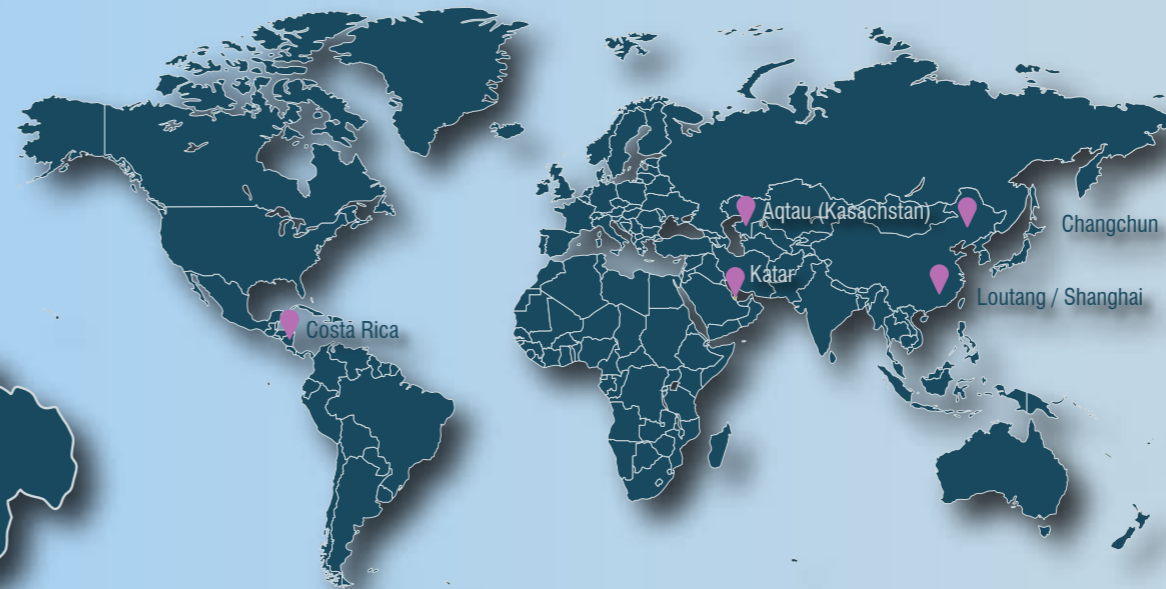 Aqtau (Kasachstan)
Changchun
Katar
Loutang / Shanghai
Costa Rica